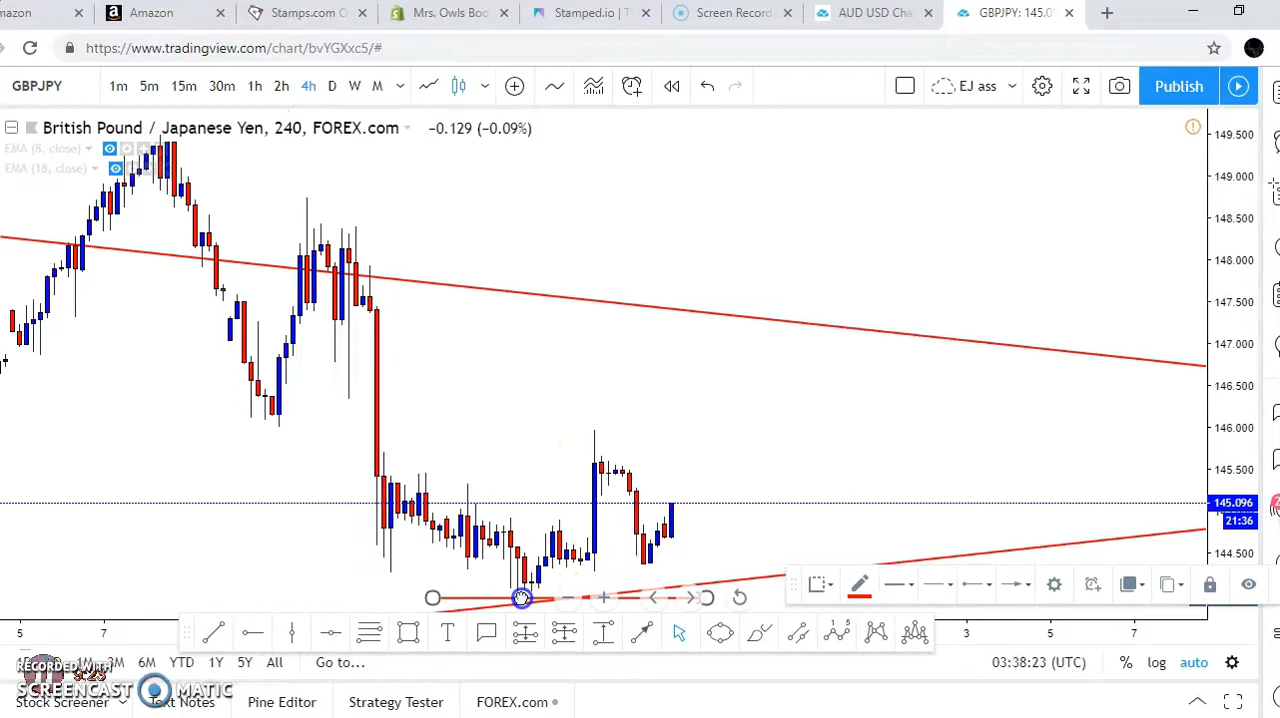 amazon Amazon Stamps.com O Mrs. Owls Boo Stamped.io | T Screen Record AUD USD Cha GBPJPY: 145.0
https://www.tradingview.com/chart/bvYGXxc5/#
GBPJPY 1m 5m 15m 30m 1h 2h 4h D W M EJ ass Publish
British Pound / Japanese Yen, 240, FOREX.com −0.129 (−0.09%)
EMA (8, close)
EMA (18, close)
149.500
149.000
148.500
148.000
147.500
147.000
146.500
146.000
145.500
145.096
21:36
144.500
5 7 3 5 7
6M YTD 1Y 5Y All Go to... 03:38:23 (UTC) % log auto
RECORDED WITH
SCREENCAST MATIC
Stock Screener Text Notes Pine Editor Strategy Tester FOREX.com